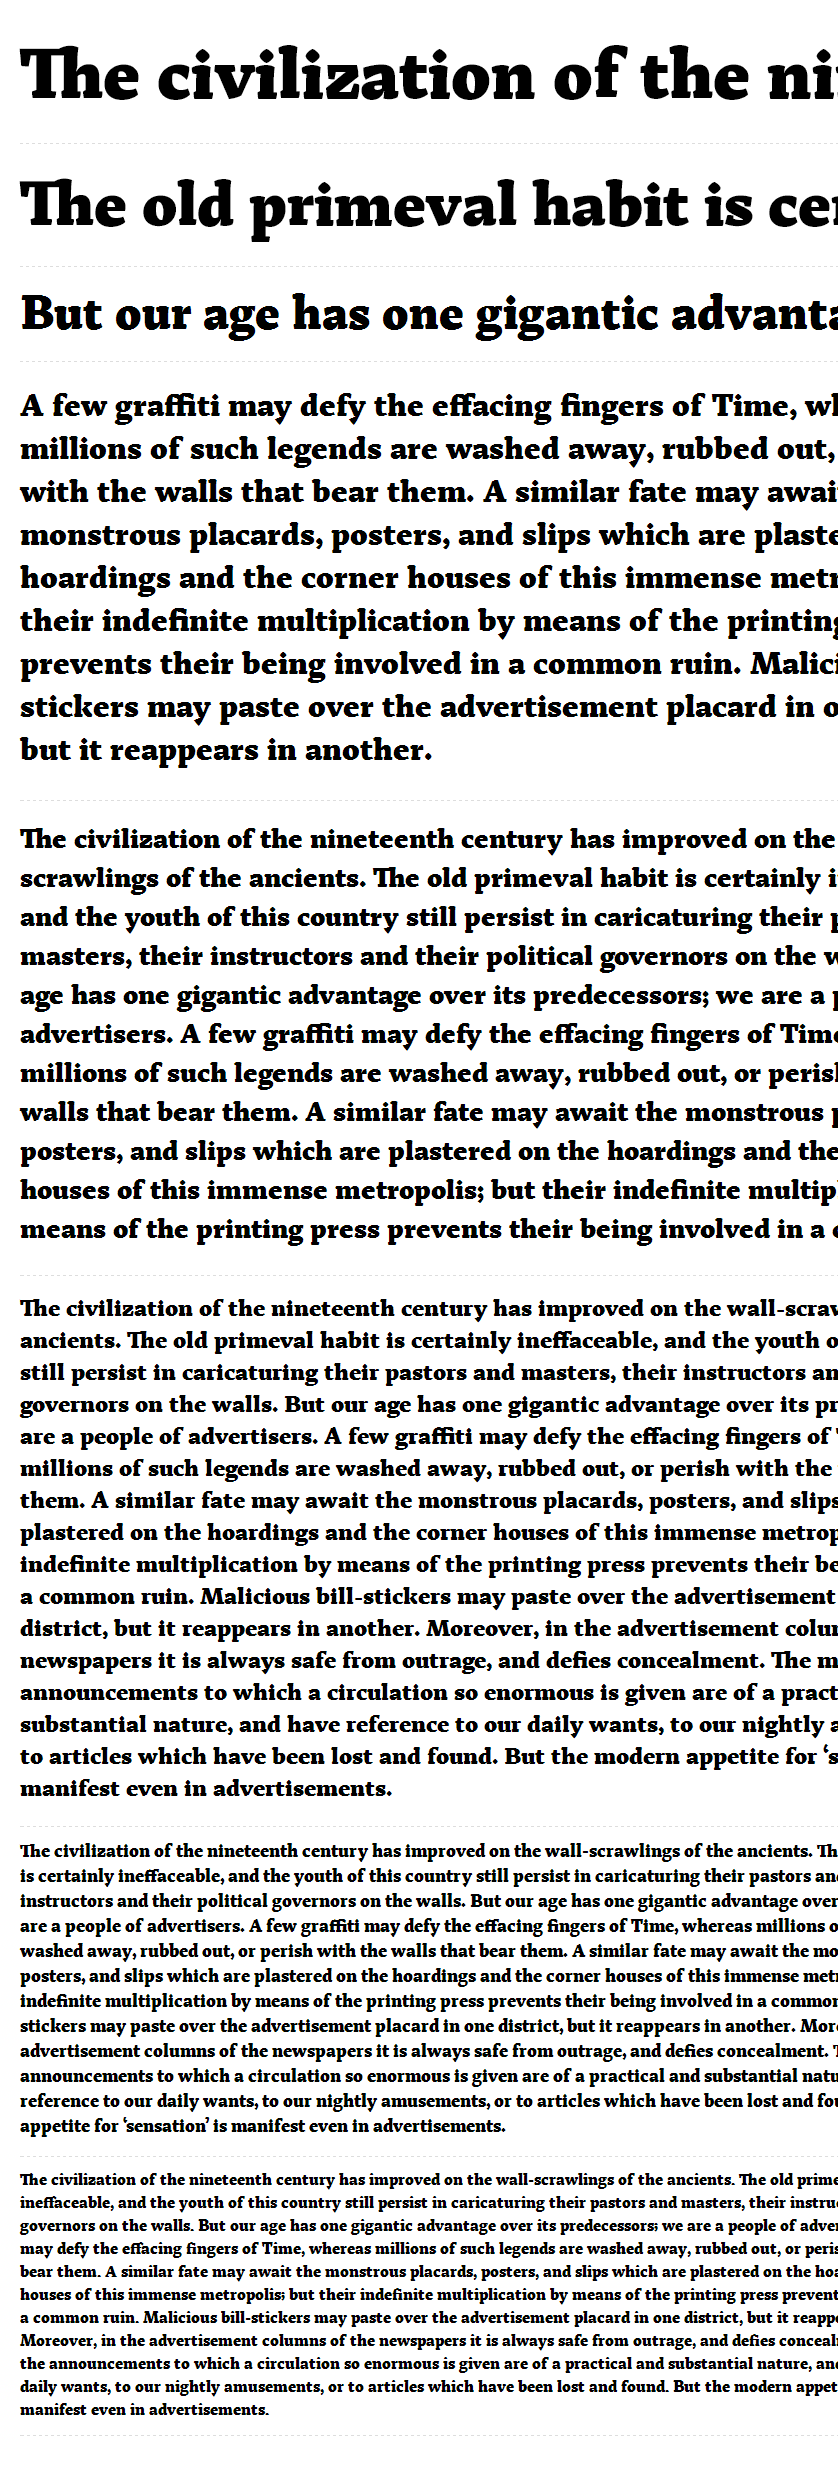 The civilization of the
The old primeval habit is
But our age has one gigantic
A few graffiti may defy the effacing fingers of Time,
millions of such legends are washed away, rubbed out,
with the walls that bear them. A similar fate may
monstrous placards, posters, and slips which are
hoardings and the corner houses of this immense
their indefinite multiplication by means of the printing
prevents their being involved in a common ruin.
stickers may paste over the advertisement placard in
but it reappears in another.
The civilization of the nineteenth century has improved on the
scrawlings of the ancients. The old primeval habit is certainly
and the youth of this country still persist in caricaturing their
masters, their instructors and their political governors on the
age has one gigantic advantage over its predecessors; we are a
advertisers. A few graffiti may defy the effacing fingers of
millions of such legends are washed away, rubbed out, or
walls that bear them. A similar fate may await the monstrous
posters, and slips which are plastered on the hoardings and the
houses of this immense metropolis; but their indefinite
means of the printing press prevents their being involved in a
The civilization of the nineteenth century has improved on the
ancients. The old primeval habit is certainly ineffaceable, and the youth
still persist in caricaturing their pastors and masters, their instructors
governors on the walls. But our age has one gigantic advantage over its
are a people of advertisers. A few graffiti may defy the effacing fingers of
millions of such legends are washed away, rubbed out, or perish with the
them. A similar fate may await the monstrous placards, posters, and slips
plastered on the hoardings and the corner houses of this immense
indefinite multiplication by means of the printing press prevents their
a common ruin. Malicious bill-stickers may paste over the advertisement
district, but it reappears in another. Moreover, in the advertisement
newspapers it is always safe from outrage, and defies concealment. The
announcements to which a circulation so enormous is given are of a
substantial nature, and have reference to our daily wants, to our nightly
to articles which have been lost and found. But the modern appetite for
manifest even in advertisements.
The civilization of the nineteenth century has improved on the wall-scrawlings of the ancients.
is certainly ineffaceable, and the youth of this country still persist in caricaturing their pastors
instructors and their political governors on the walls. But our age has one gigantic advantage over
are a people of advertisers. A few graffiti may defy the effacing fingers of Time, whereas millions
washed away, rubbed out, or perish with the walls that bear them. A similar fate may await the
posters, and slips which are plastered on the hoardings and the corner houses of this immense
indefinite multiplication by means of the printing press prevents their being involved in a common
stickers may paste over the advertisement placard in one district, but it reappears in another.
advertisement columns of the newspapers it is always safe from outrage, and defies concealment.
announcements to which a circulation so enormous is given are of a practical and substantial
reference to our daily wants, to our nightly amusements, or to articles which have been lost and
appetite for ‘sensation’ is manifest even in advertisements.
The civilization of the nineteenth century has improved on the wall-scrawlings of the ancients. The old
ineffaceable, and the youth of this country still persist in caricaturing their pastors and masters, their
governors on the walls. But our age has one gigantic advantage over its predecessors; we are a people of
may defy the effacing fingers of Time, whereas millions of such legends are washed away, rubbed out, or
bear them. A similar fate may await the monstrous placards, posters, and slips which are plastered on the
houses of this immense metropolis; but their indefinite multiplication by means of the printing press
a common ruin. Malicious bill-stickers may paste over the advertisement placard in one district, but it
Moreover, in the advertisement columns of the newspapers it is always safe from outrage, and defies
the announcements to which a circulation so enormous is given are of a practical and substantial nature,
daily wants, to our nightly amusements, or to articles which have been lost and found. But the modern
manifest even in advertisements.